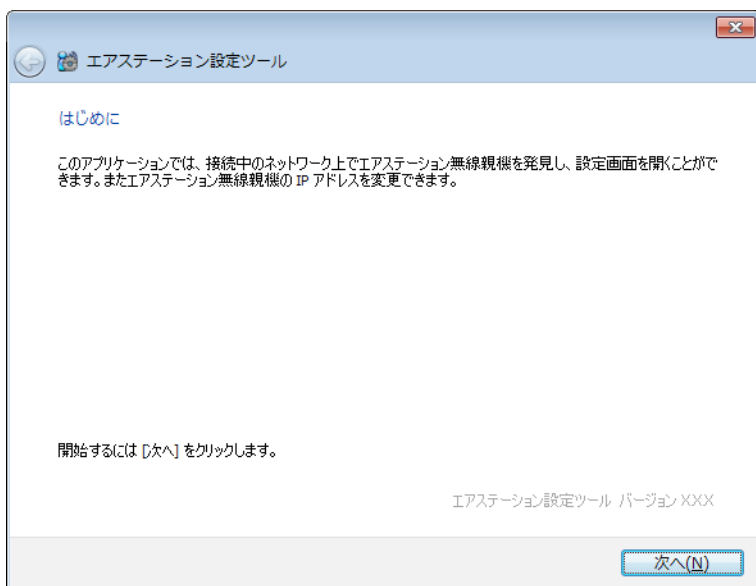 エアステーション設定ツール
はじめに
このアプリケーションでは、接続中のネットワーク上でエアステーション無線親機を発見し、設定画面を開くことがで
きます。またエアステーション無線親機の IP アドレスを変更できます。
開始するには [次へ] をクリックします。
エアステーション設定ツール バージョン XXX
次へ(N)